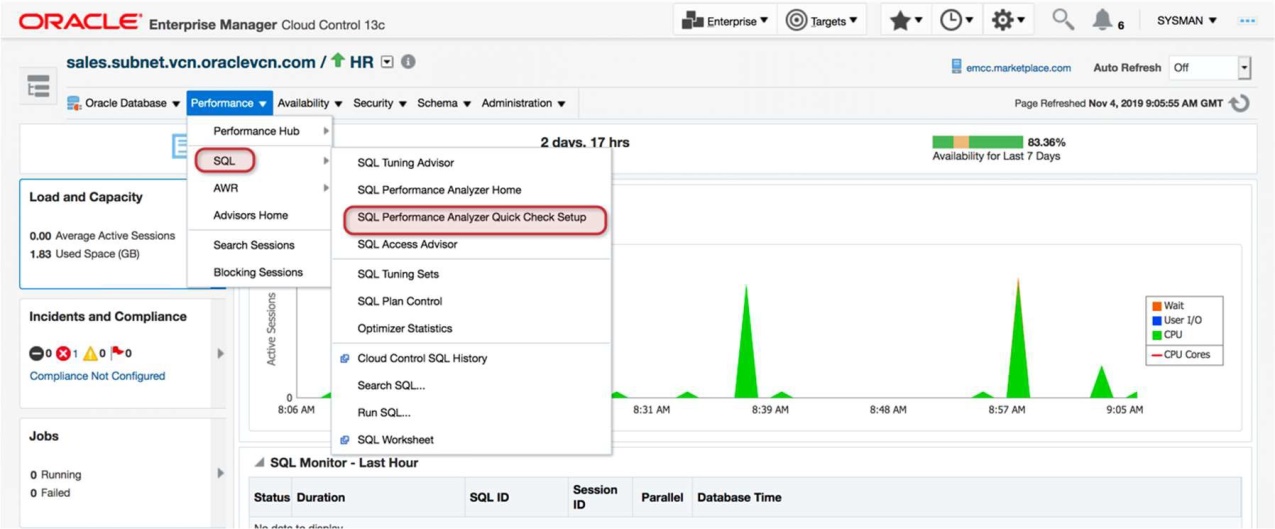 ORACLE® Enterprise Manager Cloud Control 13c
Enterprise
Targets
6
SYSMAN
sales.subnet.vcn.oraclevcn.com / HR
emcc.marketplace.com
Auto Refresh Off
Oracle Database Performance Availability Security Schema Administration
Page Refreshed Nov 4, 2019 9:05:55 AM GMT
Performance Hub
SQL
AWR
Advisors Home
Search Sessions
Blocking Sessions
SQL Tuning Advisor
SQL Performance Analyzer Home
SQL Performance Analyzer Quick Check Setup
SQL Access Advisor
SQL Tuning Sets
SQL Plan Control
Optimizer Statistics
Cloud Control SQL History
Search SQL...
Run SQL...
SQL Worksheet
2 days, 17 hrs
83.36%
Availability for Last 7 Days
Load and Capacity
0.00 Average Active Sessions
1.83 Used Space (GB)
Incidents and Compliance
0 1 0 0
Compliance Not Configured
Jobs
0 Running
0 Failed
Active Sessions
0
8:06 AM 8:31 AM 8:39 AM 8:48 AM 8:57 AM 9:05 AM
Wait
User I/O
CPU
CPU Cores
SQL Monitor - Last Hour
Status Duration SQL ID Session ID Parallel Database Time
No data to display